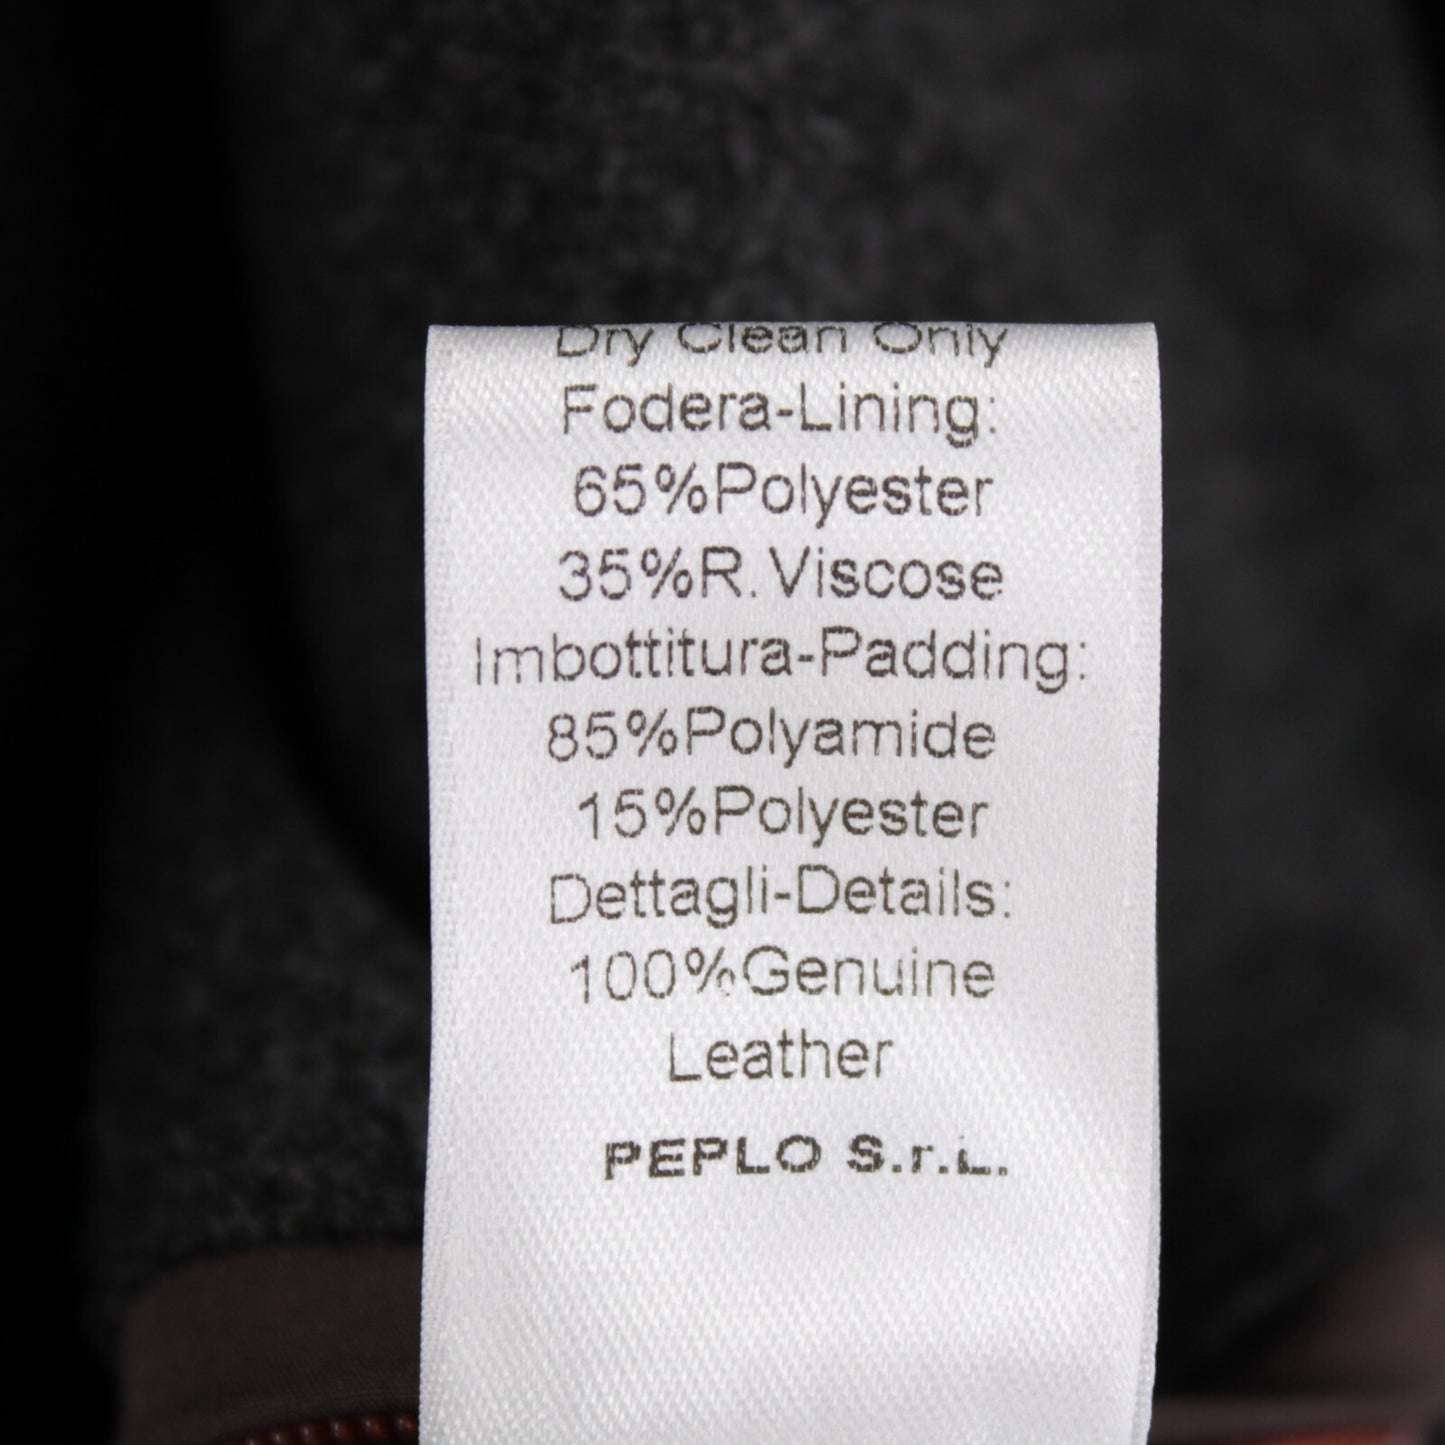 Dry Clean Only
Fodera-Lining:
65%Polyester
35%R.Viscose
Imbottitura-Padding:
85%Polyamide
15%Polyester
Dettagli-Details:
100%Genuine
Leather
PEPLO S.r.L.